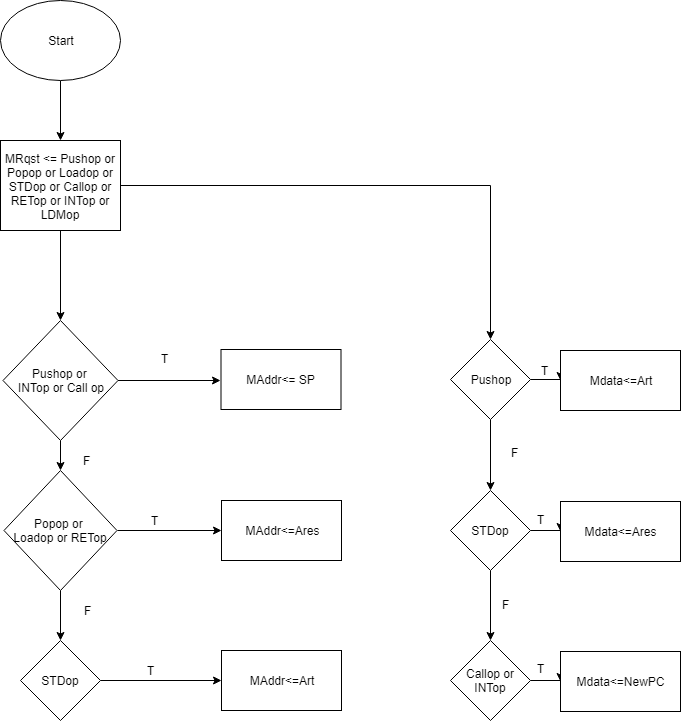 Start
MRqst <= Pushop or
Popop or Loadop or
STDop or Callop or
RETop or INTop or
LDMop
Pushop or
INTop or Call op
T
MAddr<= SP
Pushop
T
Mdata<=Art
F
F
Popop or
Loadop or RETop
T
MAddr<=Ares
STDop
T
Mdata<=Ares
F
F
STDop
T
MAddr<=Art
Callop or
INTop
T
Mdata<=NewPC